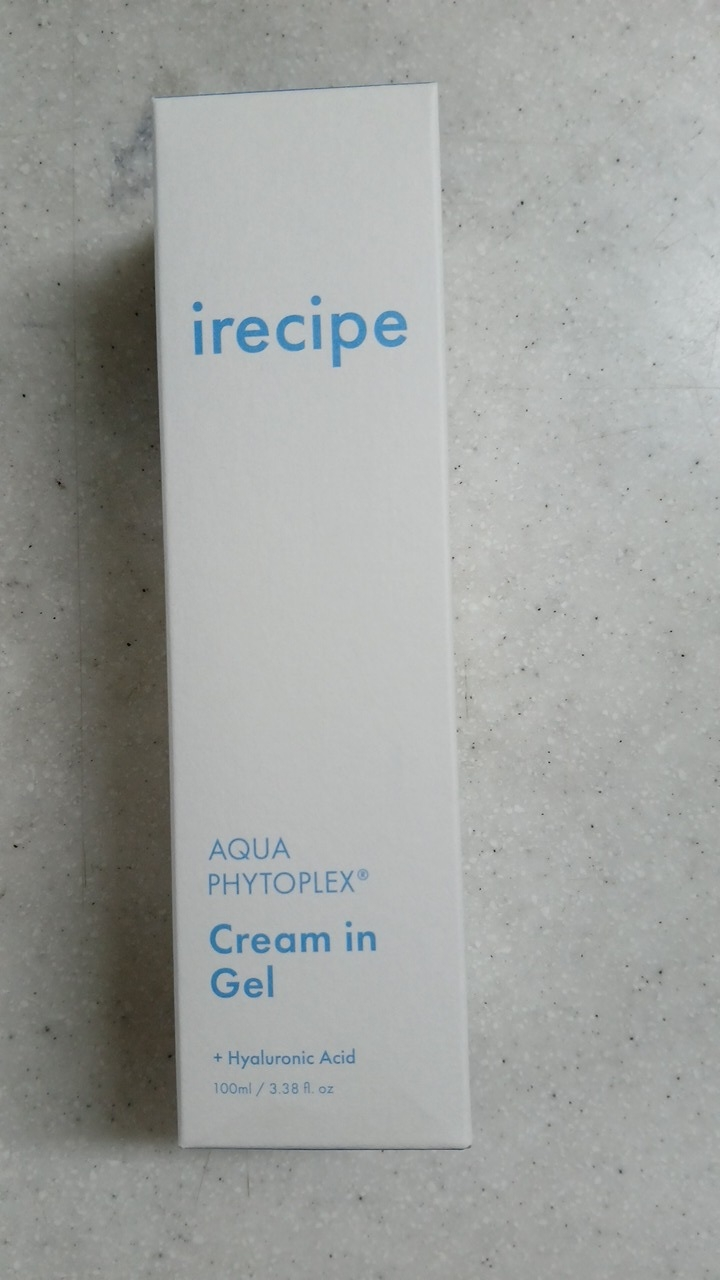 irecipe
AQUA
PHYTOPLEX®
Cream in
Gel
+ Hyaluronic Acid
100ml / 3.38 fl. oz